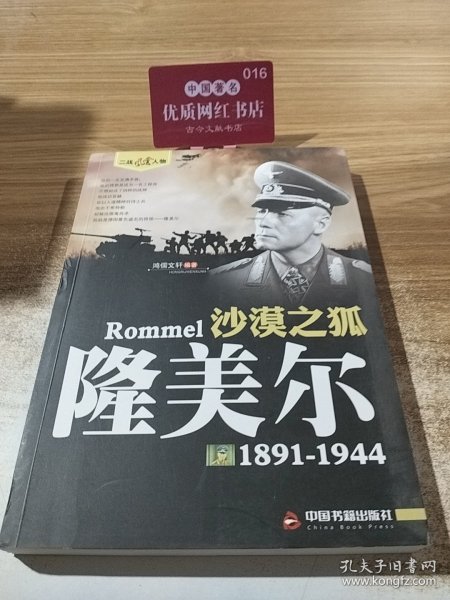 016
中国著名
优质网红书店
古今文献书店
二战风云人物
鸿儒文轩 编著
HONGRUWENXUAN
Rommel 沙漠之狐
隆美尔
1891-1944
中国书籍出版社
China Book Press
孔夫子旧书网
www.kongfz.com